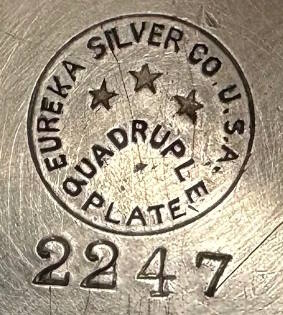 EUREKA SILVER CO. U.S.A.
QUADRUPLE
PLATE
2247